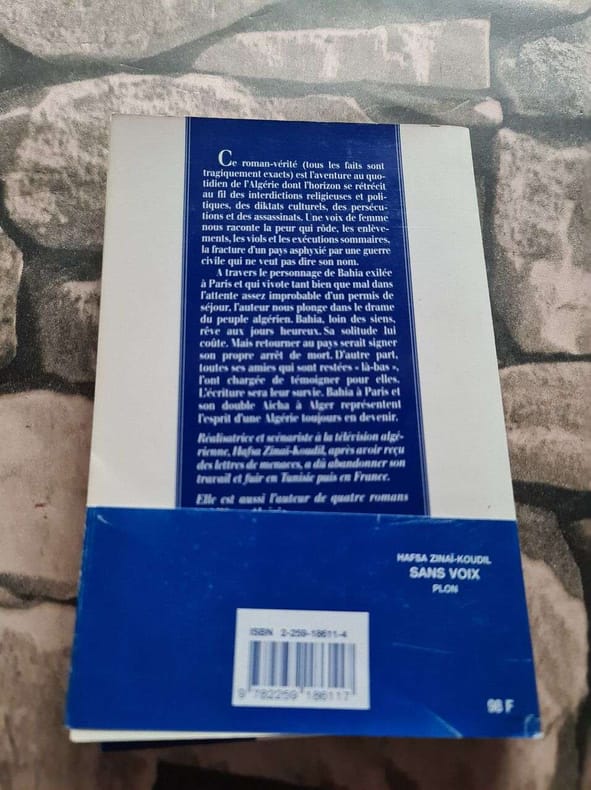 Ce roman-vérité (tous les faits sont
tragiquement exacts) est l'aventure au quo-
tidien de l'Algérie dont l'horizon se rétrécit
au fil des interdictions religieuses et poli-
tiques, des diktats culturels, des persécu-
tions et des assassinats. Une voix de femme
nous raconte la peur qui rôde, les enlève-
ments, les viols et les exécutions sommaires,
la fracture d'un pays asphyxié par une guerre
civile qui ne veut pas dire son nom.
A travers le personnage de Bahia exilée
à Paris et qui vivote tant bien que mal dans
l'attente assez improbable d'un permis de
séjour, l'auteur nous plonge dans le drame
du peuple algérien. Bahia, loin des siens,
rêve aux jours heureux. Sa solitude lui
coûte. Mais retourner au pays serait signer
son propre arrêt de mort. D'autre part,
toutes ses amies qui sont restées « là-bas »,
l'ont chargée de témoigner pour elles.
L'écriture sera leur survie. Bahia à Paris et
son double Aicha à Alger représentent
l'esprit d'une Algérie toujours en devenir.
Réalisatrice et scénariste à la télévision algé-
rienne, Hafsa Zinaï-Koudil, après avoir reçu
des lettres de menaces, a dû abandonner son
travail et fuir en Tunisie puis en France.
Elle est aussi l'auteur de quatre romans
HAFSA ZINAÏ-KOUDIL
SANS VOIX
PLON
ISBN 2-259-18611-4
9 782259 186117
98 F